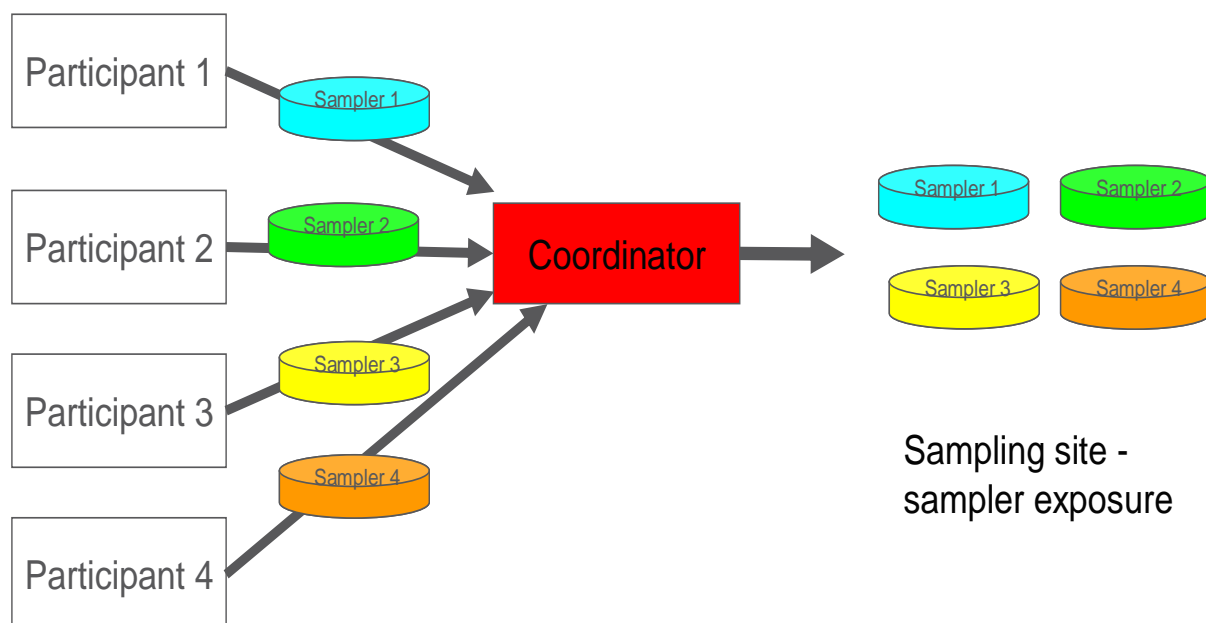 Participant 1
Sampler 1
Participant 2
Sampler 2
Participant 3
Sampler 3
Participant 4
Sampler 4
Coordinator
Sampler 1
Sampler 2
Sampler 3
Sampler 4
Sampling site -
sampler exposure